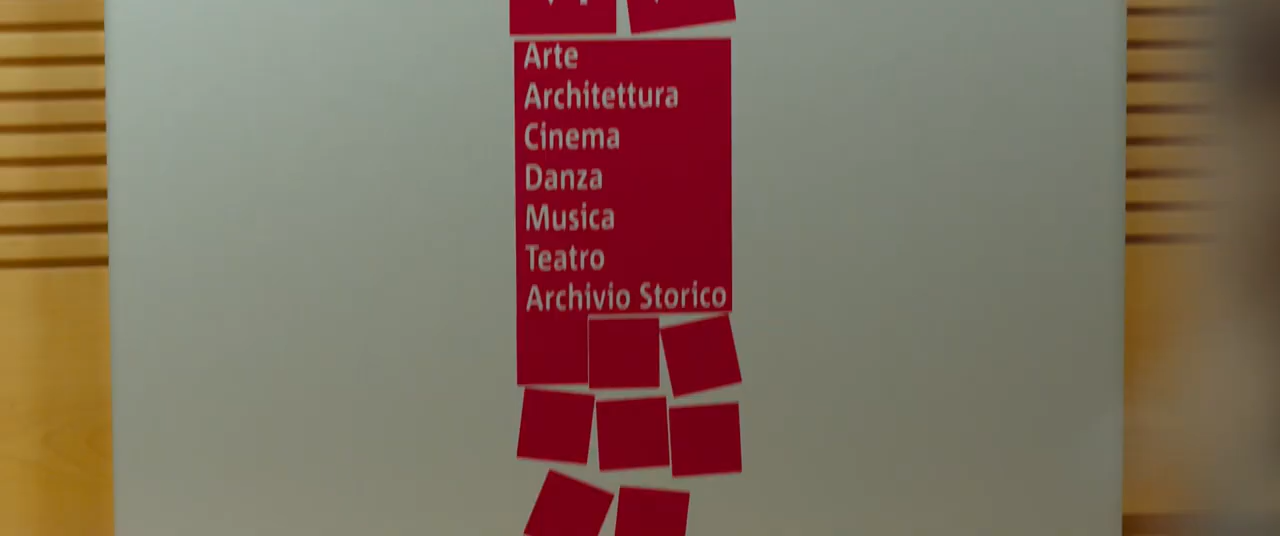 Arte
Architettura
Cinema
Danza
Musica
Teatro
Archivio Storico